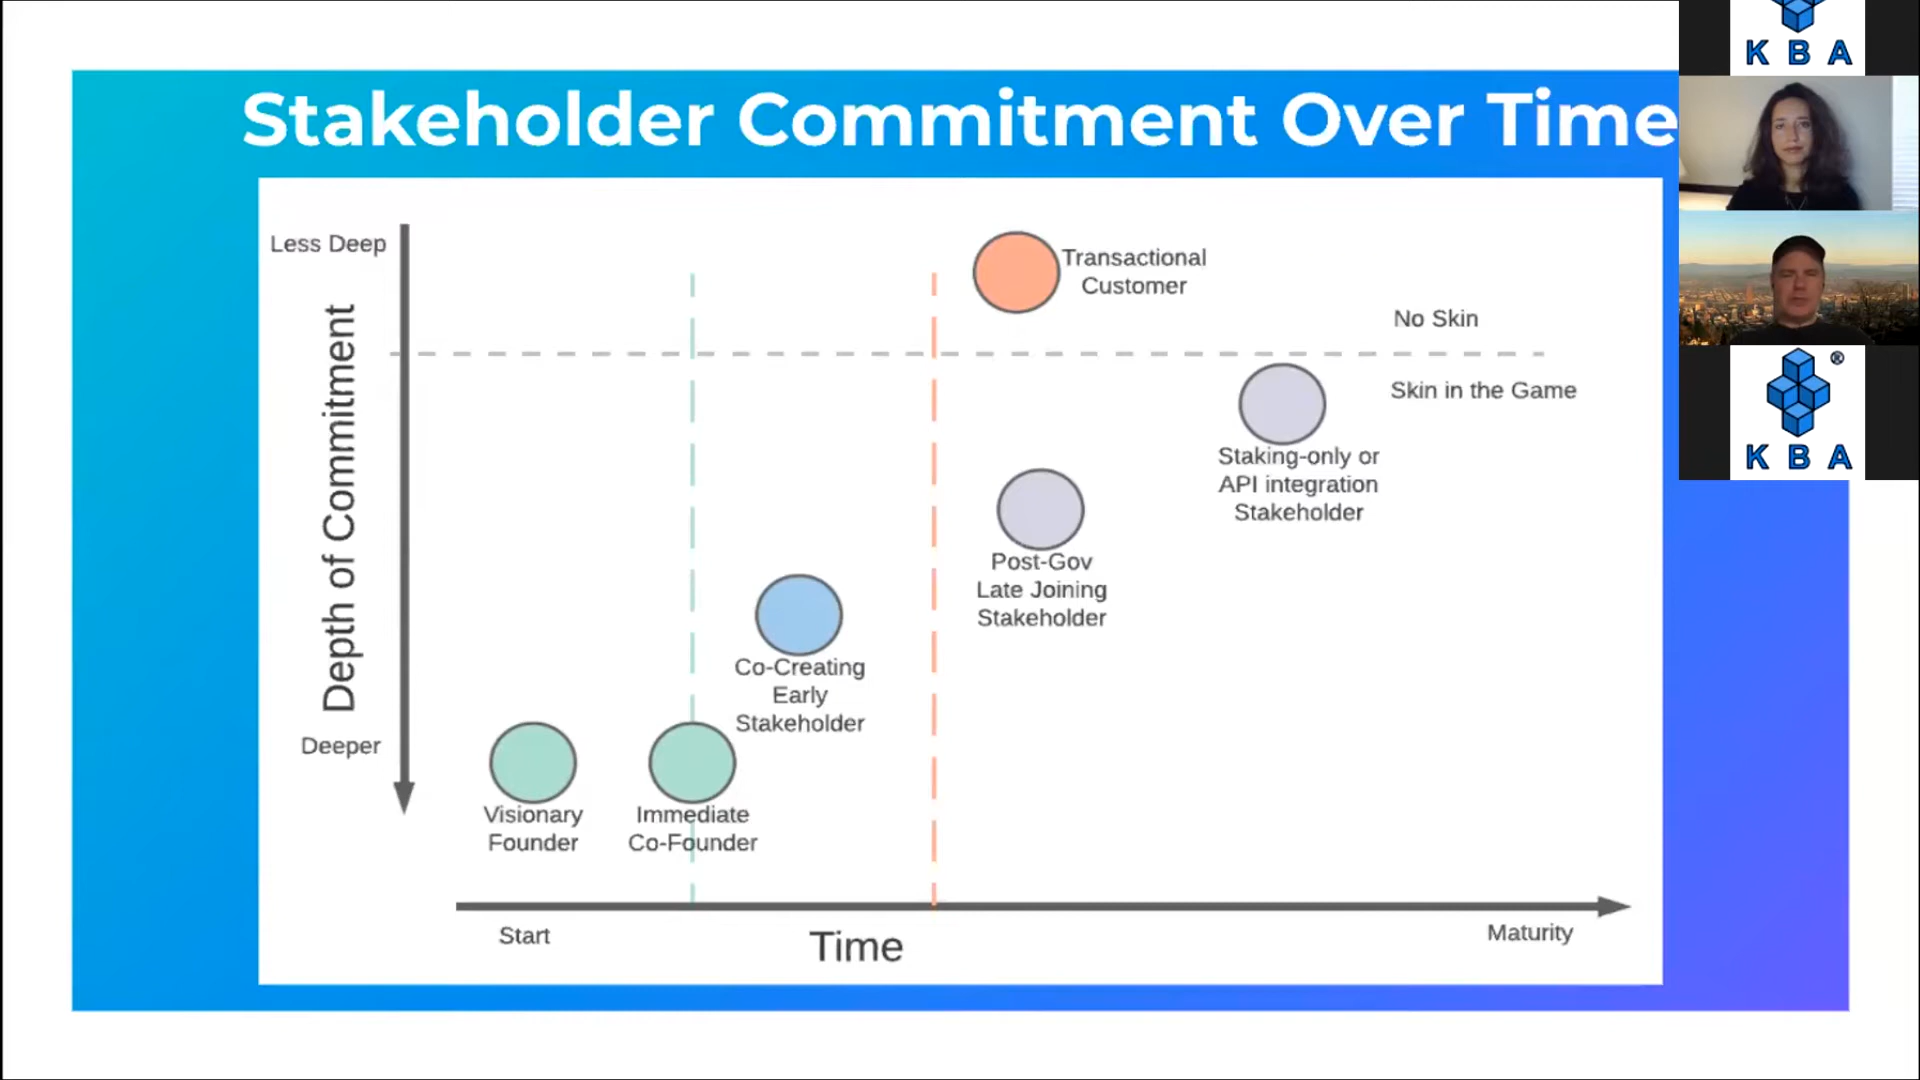 Stakeholder Commitment Over Time
Less Deep
Depth of Commitment
Deeper
Transactional
Customer
No Skin
Skin in the Game
Staking-only or
API integration
Stakeholder
Post-Gov
Late Joining
Stakeholder
Co-Creating
Early
Stakeholder
Visionary
Founder
Immediate
Co-Founder
Start
Time
Maturity
K B A
®
K B A